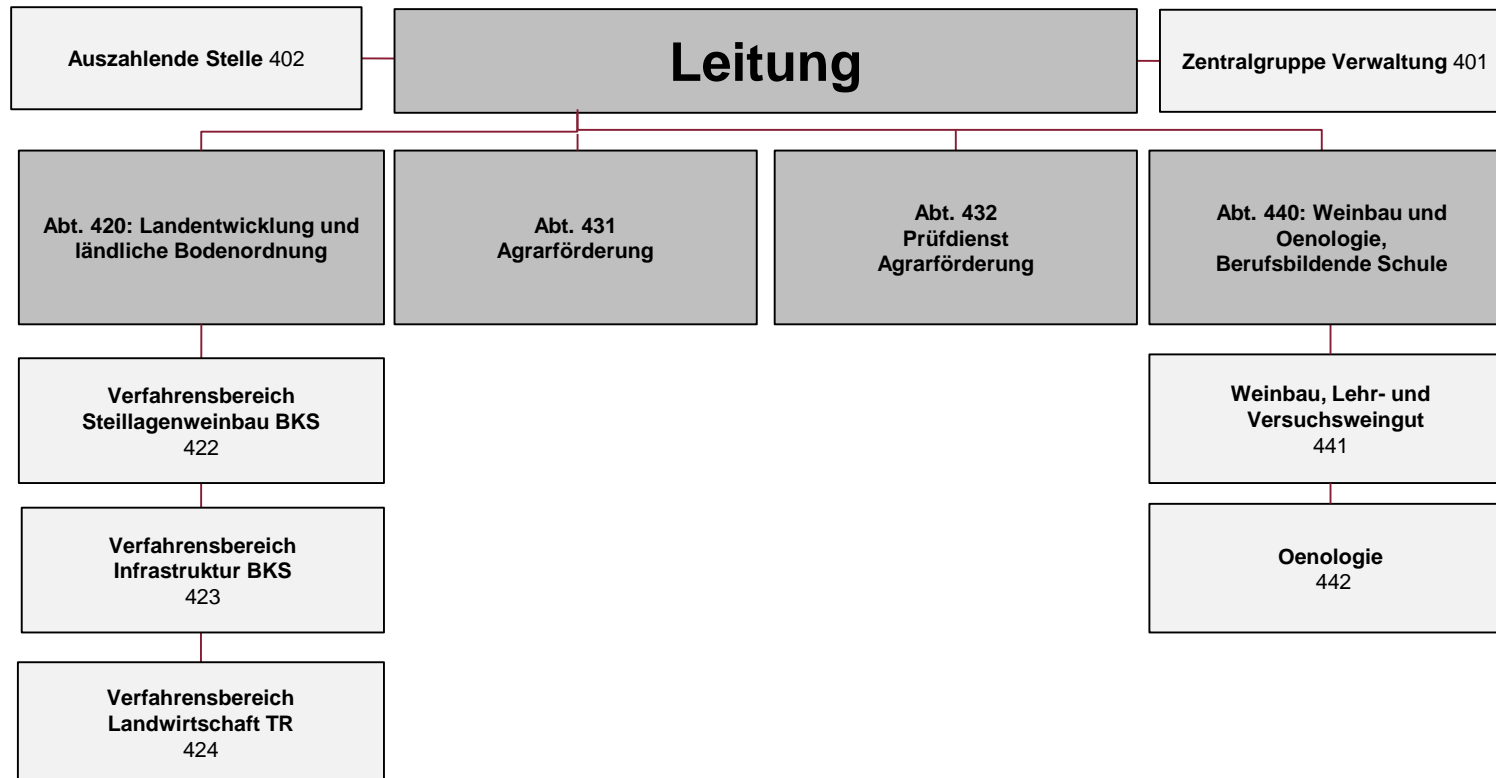 Auszahlende Stelle 402
Leitung
Zentralgruppe Verwaltung 401
Abt. 420: Landentwicklung und
ländliche Bodenordnung
Abt. 431
Agrarförderung
Abt. 432
Prüfdienst
Agrarförderung
Abt. 440: Weinbau und
Oenologie,
Berufsbildende Schule
Verfahrensbereich
Steillagenweinbau BKS
422
Weinbau, Lehr- und
Versuchsweingut
441
Verfahrensbereich
Infrastruktur BKS
423
Oenologie
442
Verfahrensbereich
Landwirtschaft TR
424